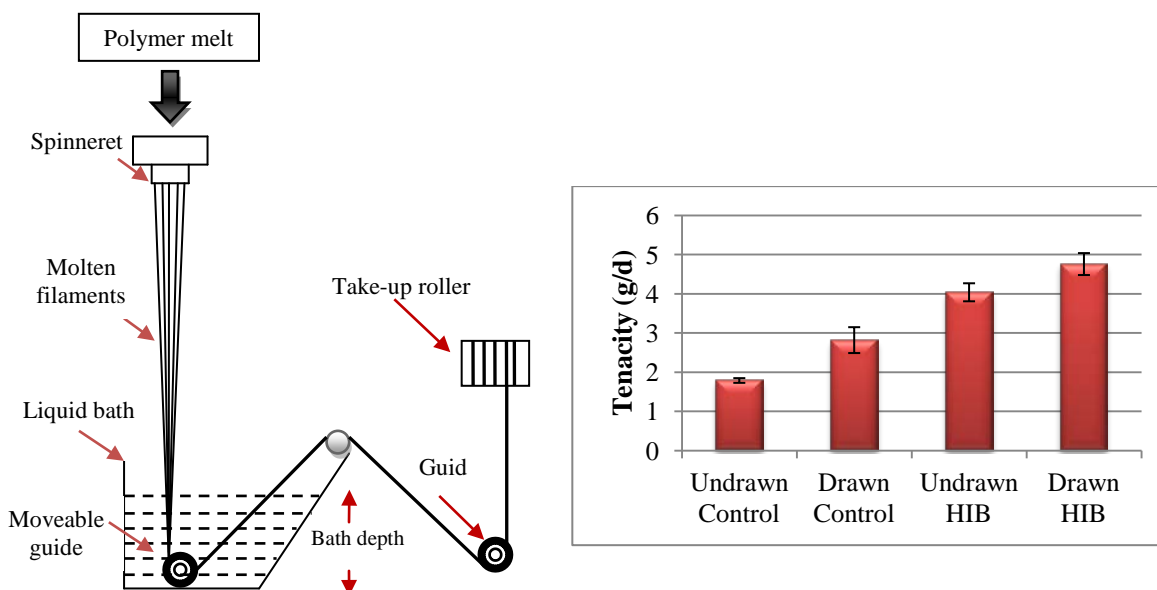 Polymer melt
Spinneret
Molten
filaments
Take-up roller
Liquid bath
Guid
Moveable
guide
Bath depth
Tenacity (g/d)
6
5
4
3
2
1
0
Undrawn
Control
Drawn
Control
Undrawn
HIB
Drawn
HIB